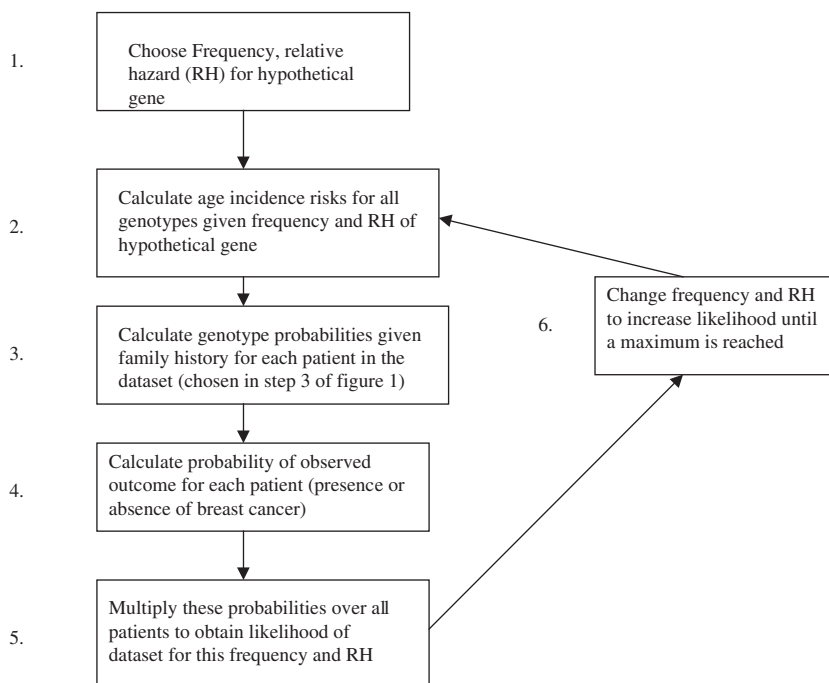 1.
Choose Frequency, relative
hazard (RH) for hypothetical
gene
2.
Calculate age incidence risks for all
genotypes given frequency and RH of
hypothetical gene
3.
Calculate genotype probabilities given
family history for each patient in the
dataset (chosen in step 3 of figure 1)
4.
Calculate probability of observed
outcome for each patient (presence or
absence of breast cancer)
5.
Multiply these probabilities over all
patients to obtain likelihood of
dataset for this frequency and RH
6.
Change frequency and RH
to increase likelihood until
a maximum is reached